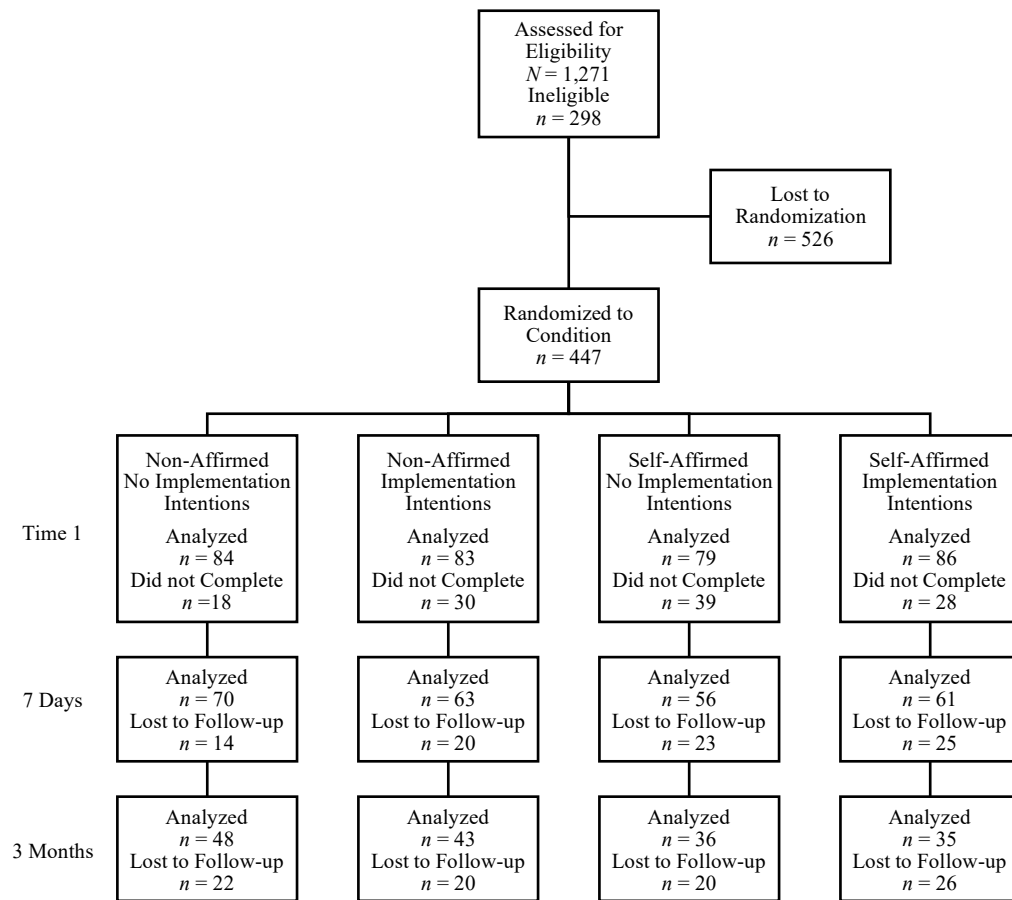 Assessed for
Eligibility
N = 1,271
Ineligible
n = 298
Lost to
Randomization
n = 526
Randomized to
Condition
n = 447
Time 1
Non-Affirmed
No Implementation
Intentions
Analyzed
n = 84
Did not Complete
n =18
Non-Affirmed
Implementation
Intentions
Analyzed
n = 83
Did not Complete
n = 30
Self-Affirmed
No Implementation
Intentions
Analyzed
n = 79
Did not Complete
n = 39
Self-Affirmed
Implementation
Intentions
Analyzed
n = 86
Did not Complete
n = 28
7 Days
Analyzed
n = 70
Lost to Follow-up
n = 14
Analyzed
n = 63
Lost to Follow-up
n = 20
Analyzed
n = 56
Lost to Follow-up
n = 23
Analyzed
n = 61
Lost to Follow-up
n = 25
3 Months
Analyzed
n = 48
Lost to Follow-up
n = 22
Analyzed
n = 43
Lost to Follow-up
n = 20
Analyzed
n = 36
Lost to Follow-up
n = 20
Analyzed
n = 35
Lost to Follow-up
n = 26